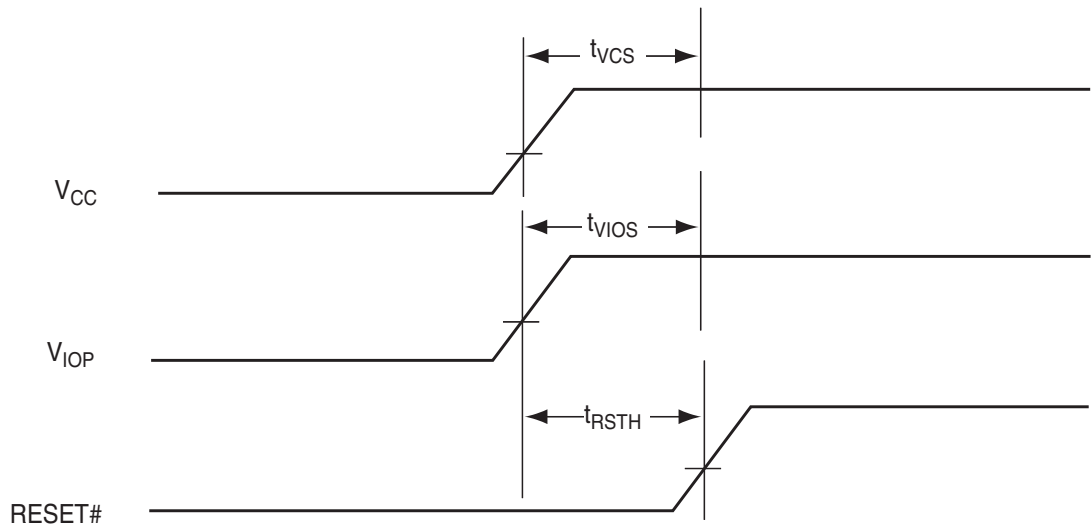 tVCS
VCC
tVIOS
VIOP
tRSTH
RESET#